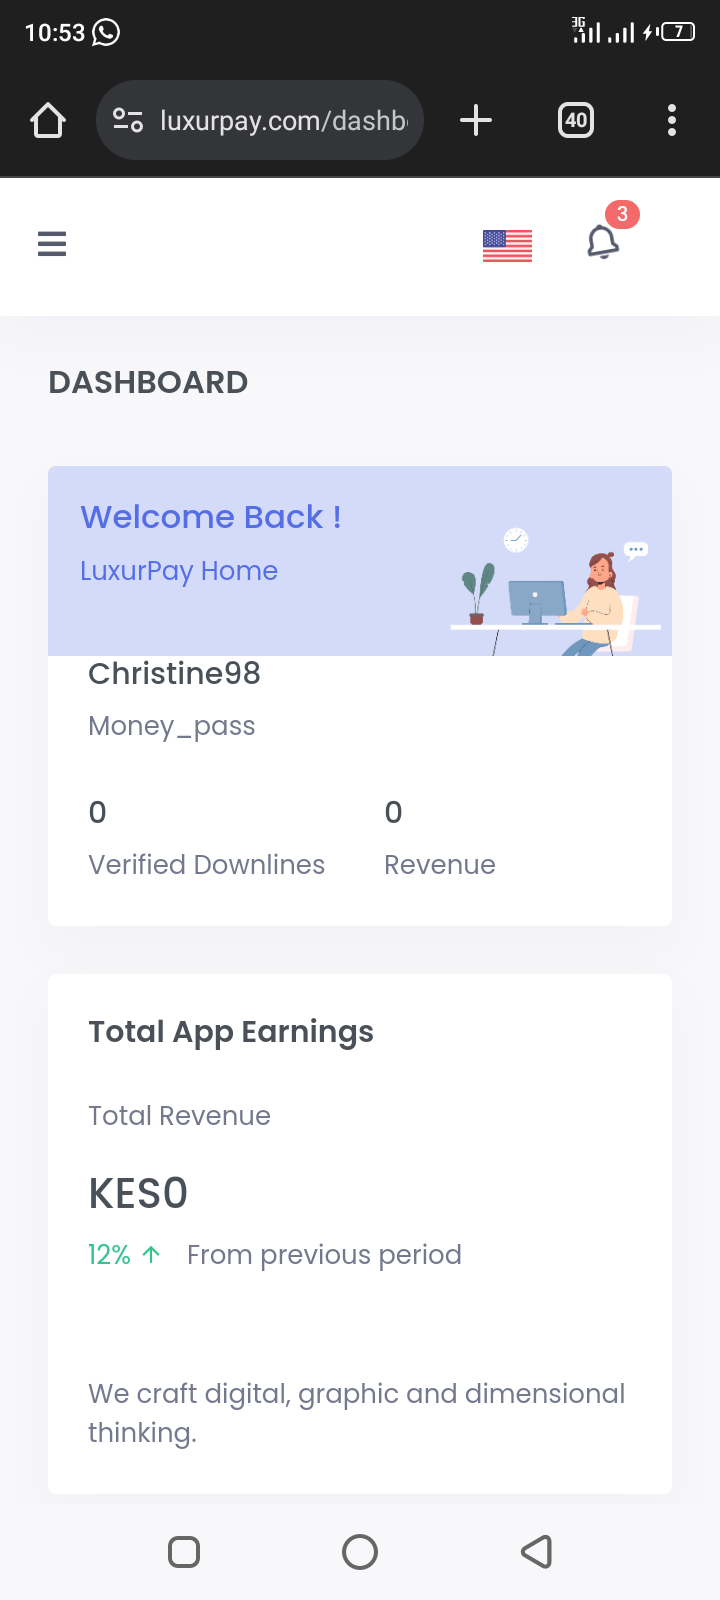 10:53
3G
7
luxurpay.com/dashb
40
3
DASHBOARD
Welcome Back !
LuxurPay Home
Christine98
Money_pass
0 0
Verified Downlines Revenue
Total App Earnings
Total Revenue
KES0
12% ↑ From previous period
We craft digital, graphic and dimensional
thinking.